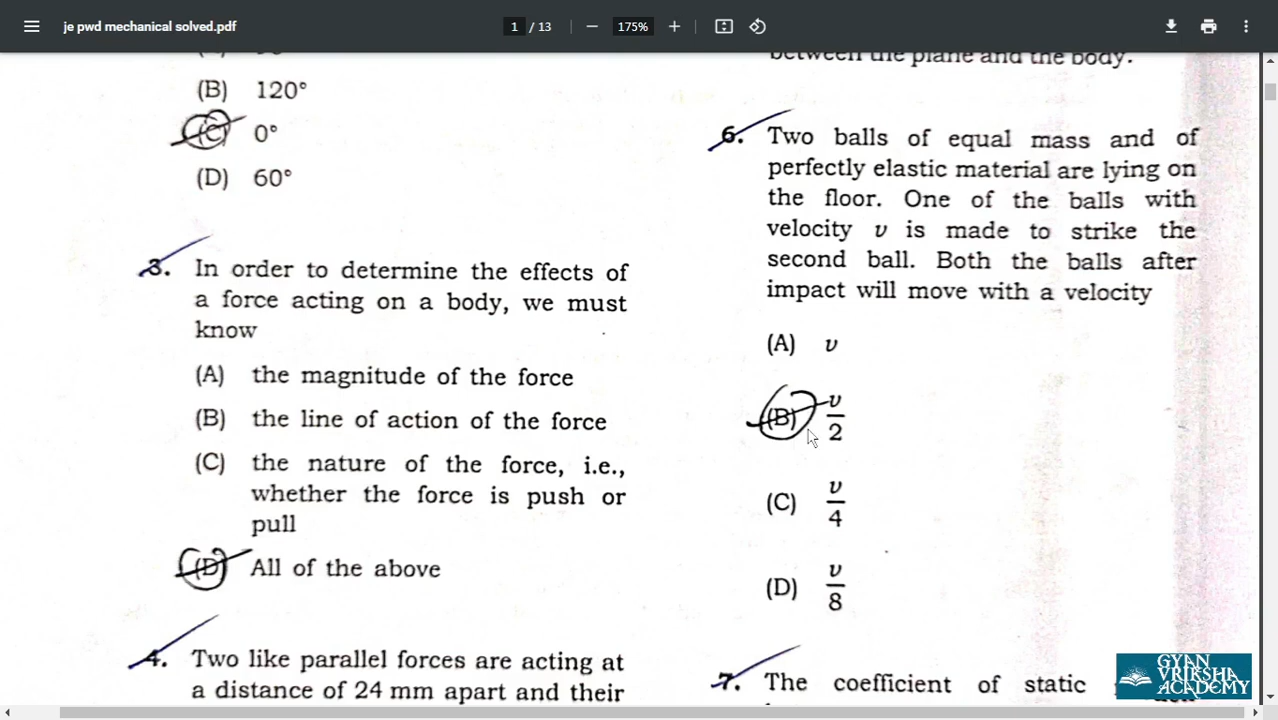 je pwd mechanical solved.pdf
1 / 13
175%
(B) 120°
(C) 0°
(D) 60°
3. In order to determine the effects of
a force acting on a body, we must
know
(A) the magnitude of the force
(B) the line of action of the force
(C) the nature of the force, i.e.,
whether the force is push or
pull
(D) All of the above
4. Two like parallel forces are acting at
a distance of 24 mm apart and their
between the plane and the body.
6. Two balls of equal mass and of
perfectly elastic material are lying on
the floor. One of the balls with
velocity v is made to strike the
second ball. Both the balls after
impact will move with a velocity
(A) v
(B) v/2
(C) v/4
(D) v/8
7. The coefficient of static
GYAN
VRIKSHA
ACADEMY